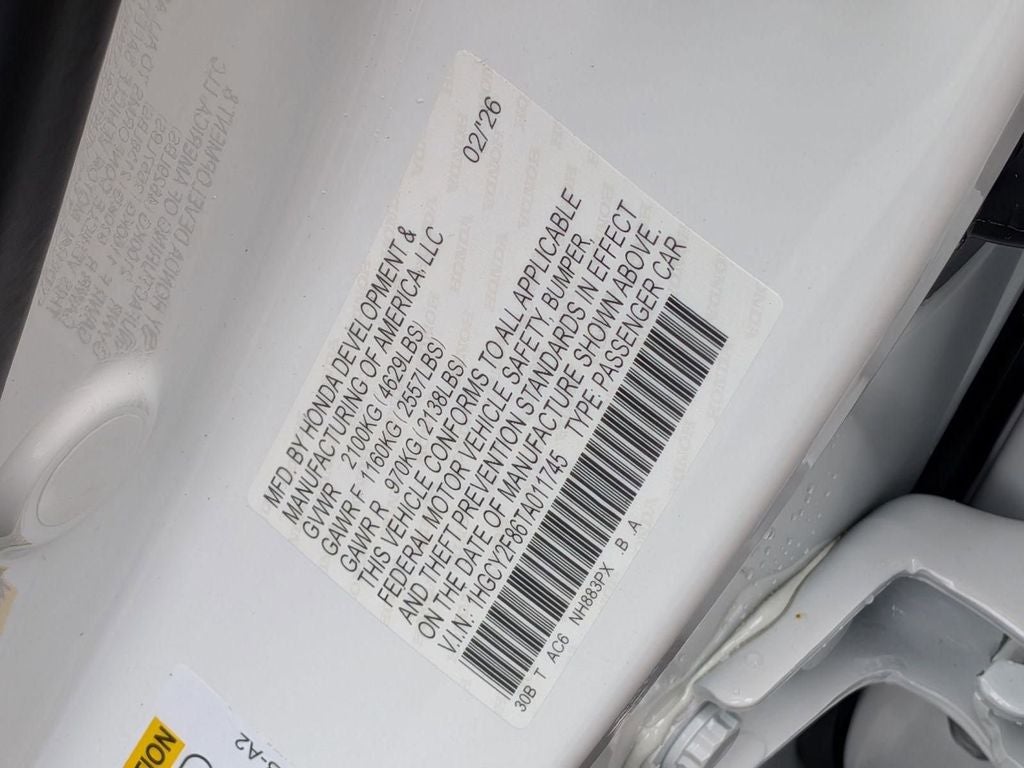 02/'26
MFD. BY HONDA DEVELOPMENT &
MANUFACTURING OF AMERICA, LLC
GVWR 2100KG (4629LBS)
GAWR F 1160KG (2557LBS)
GAWR R 970KG (2138LBS)
THIS VEHICLE CONFORMS TO ALL APPLICABLE
FEDERAL MOTOR VEHICLE SAFETY BUMPER,
AND THEFT PREVENTION STANDARDS IN EFFECT
ON THE DATE OF MANUFACTURE SHOWN ABOVE.
V.I.N.: 1HGCY2F86TA011745 TYPE: PASSENGER CAR
30B T AC6 NH883PX .B A